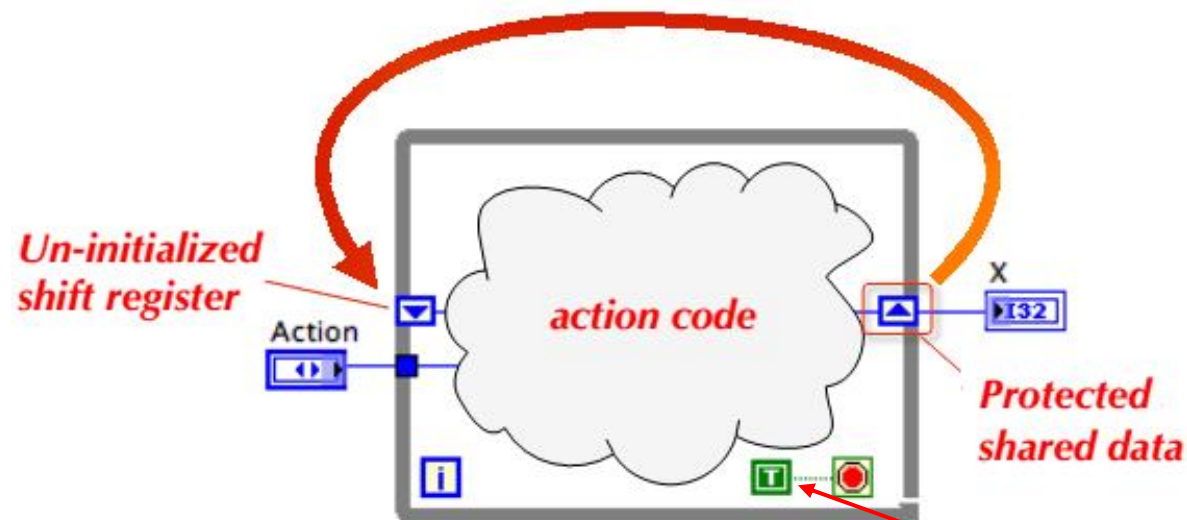 Un-initialized
shift register
Action
action code
X
I32
Protected
shared data
i
T